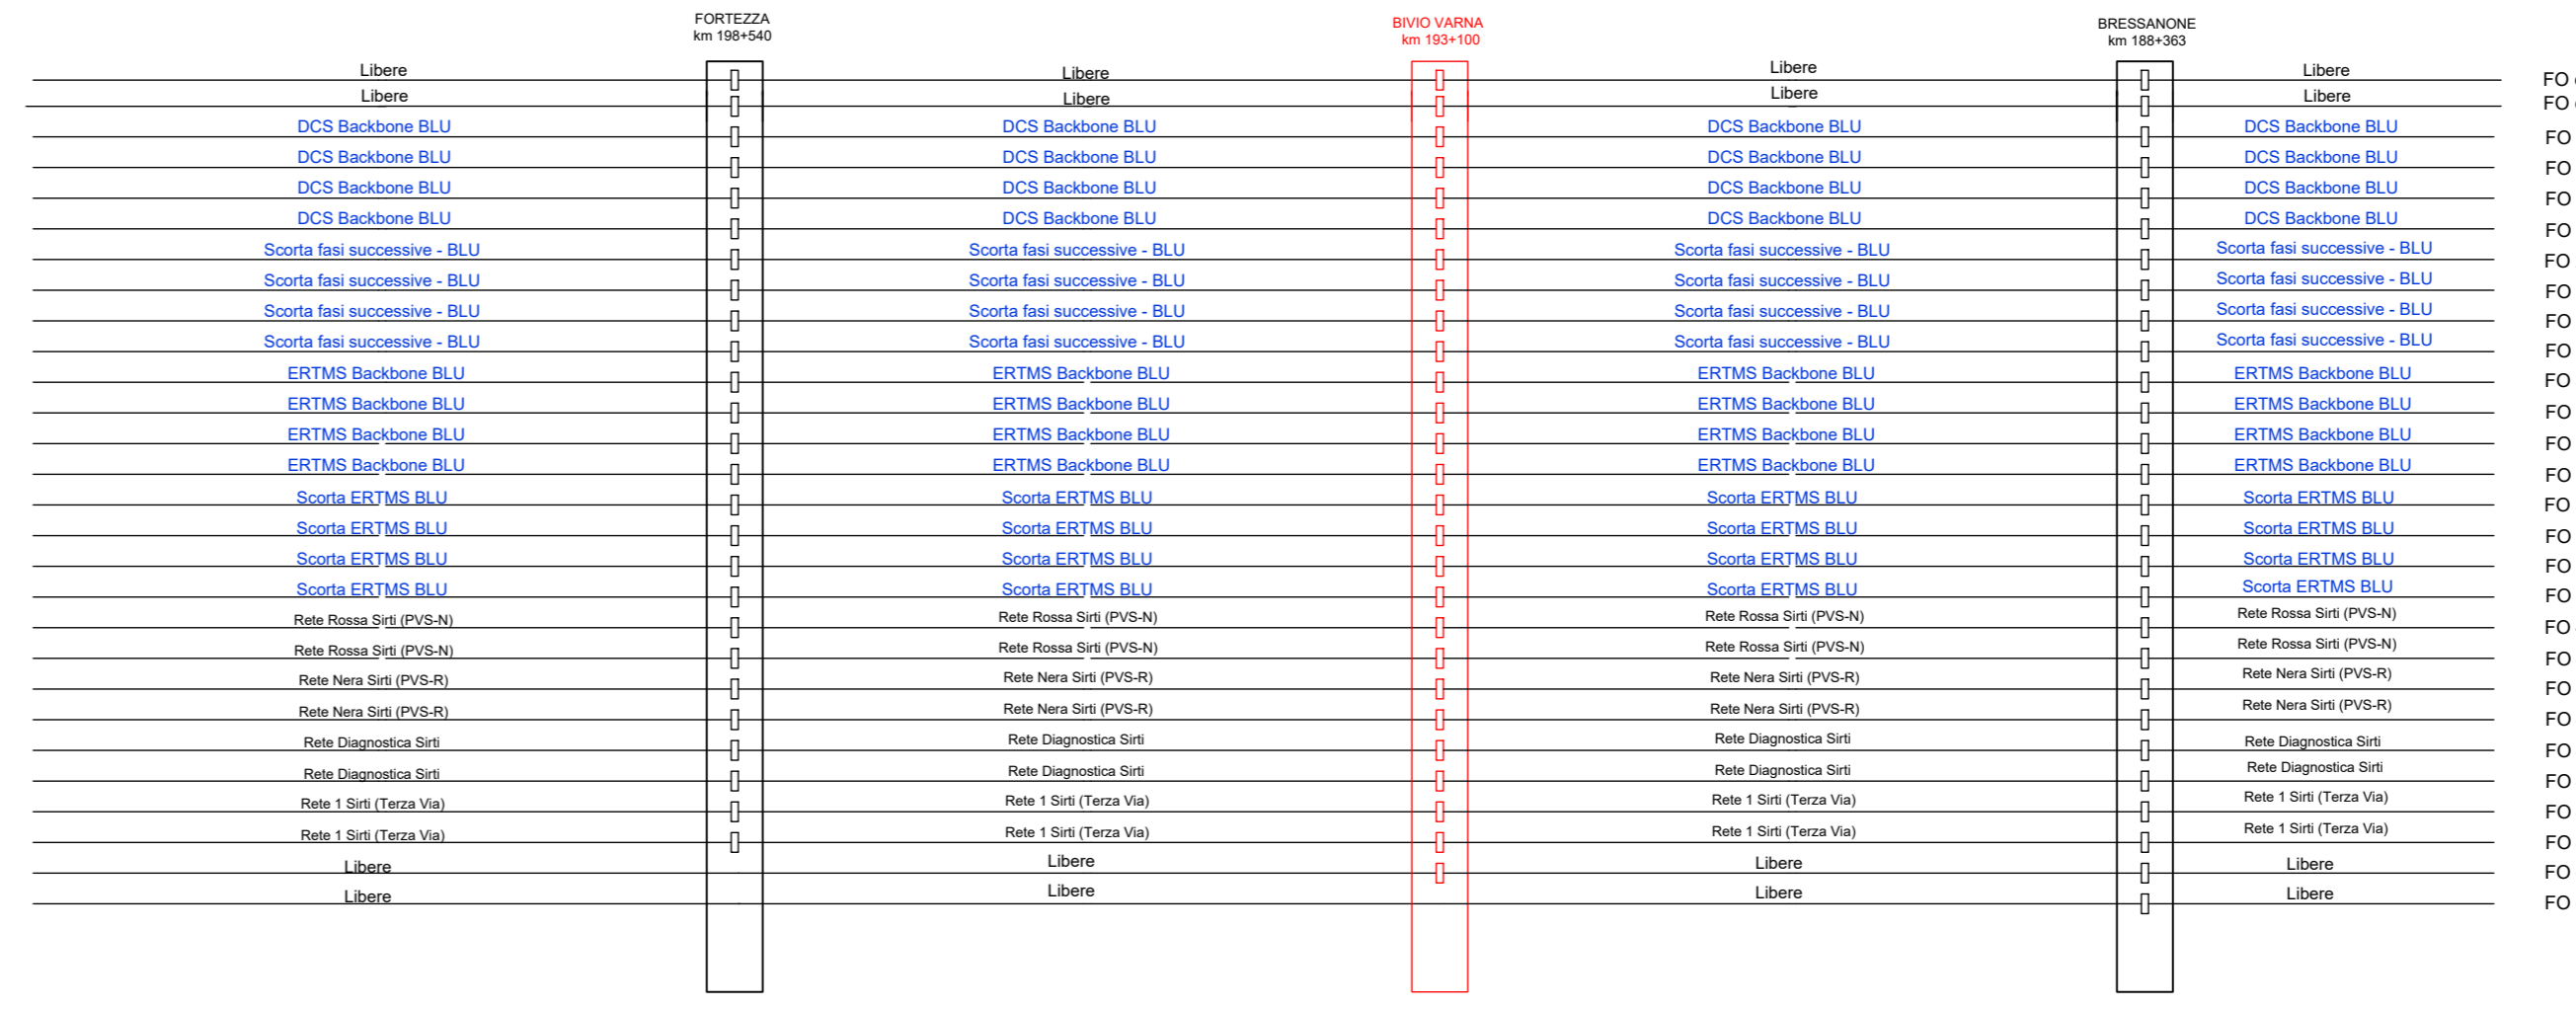 FORTEZZA
km 198+540
BIVIO VARNA
km 193+100
BRESSANONE
km 188+363
Libere Libere Libere Libere FO
Libere Libere Libere Libere FO
DCS Backbone BLU DCS Backbone BLU DCS Backbone BLU DCS Backbone BLU FO
DCS Backbone BLU DCS Backbone BLU DCS Backbone BLU DCS Backbone BLU FO
DCS Backbone BLU DCS Backbone BLU DCS Backbone BLU DCS Backbone BLU FO
DCS Backbone BLU DCS Backbone BLU DCS Backbone BLU DCS Backbone BLU FO
Scorta fasi successive - BLU Scorta fasi successive - BLU Scorta fasi successive - BLU Scorta fasi successive - BLU FO
Scorta fasi successive - BLU Scorta fasi successive - BLU Scorta fasi successive - BLU Scorta fasi successive - BLU FO
Scorta fasi successive - BLU Scorta fasi successive - BLU Scorta fasi successive - BLU Scorta fasi successive - BLU FO
Scorta fasi successive - BLU Scorta fasi successive - BLU Scorta fasi successive - BLU Scorta fasi successive - BLU FO
ERTMS Backbone BLU ERTMS Backbone BLU ERTMS Backbone BLU ERTMS Backbone BLU FO
ERTMS Backbone BLU ERTMS Backbone BLU ERTMS Backbone BLU ERTMS Backbone BLU FO
ERTMS Backbone BLU ERTMS Backbone BLU ERTMS Backbone BLU ERTMS Backbone BLU FO
ERTMS Backbone BLU ERTMS Backbone BLU ERTMS Backbone BLU ERTMS Backbone BLU FO
Scorta ERTMS BLU Scorta ERTMS BLU Scorta ERTMS BLU Scorta ERTMS BLU FO
Scorta ERTMS BLU Scorta ERTMS BLU Scorta ERTMS BLU Scorta ERTMS BLU FO
Scorta ERTMS BLU Scorta ERTMS BLU Scorta ERTMS BLU Scorta ERTMS BLU FO
Scorta ERTMS BLU Scorta ERTMS BLU Scorta ERTMS BLU Scorta ERTMS BLU FO
Rete Rossa Sirti (PVS-N) Rete Rossa Sirti (PVS-N) Rete Rossa Sirti (PVS-N) Rete Rossa Sirti (PVS-N) FO
Rete Rossa Sirti (PVS-N) Rete Rossa Sirti (PVS-N) Rete Rossa Sirti (PVS-N) Rete Rossa Sirti (PVS-N) FO
Rete Nera Sirti (PVS-R) Rete Nera Sirti (PVS-R) Rete Nera Sirti (PVS-R) Rete Nera Sirti (PVS-R) FO
Rete Nera Sirti (PVS-R) Rete Nera Sirti (PVS-R) Rete Nera Sirti (PVS-R) Rete Nera Sirti (PVS-R) FO
Rete Diagnostica Sirti Rete Diagnostica Sirti Rete Diagnostica Sirti Rete Diagnostica Sirti FO
Rete Diagnostica Sirti Rete Diagnostica Sirti Rete Diagnostica Sirti Rete Diagnostica Sirti FO
Rete 1 Sirti (Terza Via) Rete 1 Sirti (Terza Via) Rete 1 Sirti (Terza Via) Rete 1 Sirti (Terza Via) FO
Rete 1 Sirti (Terza Via) Rete 1 Sirti (Terza Via) Rete 1 Sirti (Terza Via) Rete 1 Sirti (Terza Via) FO
Libere Libere Libere Libere FO
Libere Libere Libere Libere FO